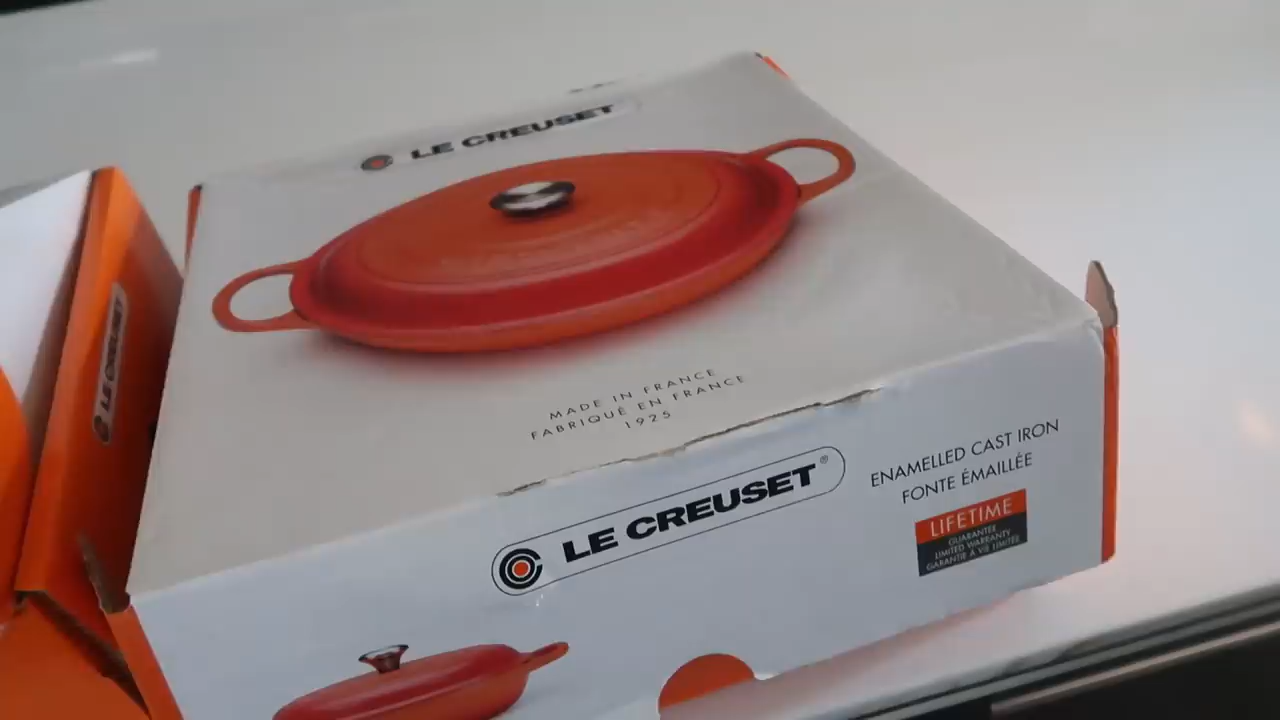 LE CREUSET
MADE IN FRANCE
FABRIQUÉ EN FRANCE
1925
LE CREUSET®
ENAMELLED CAST IRON
FONTE ÉMAILLÉE
LIFETIME
GUARANTEE
LIMITED WARRANTY
GARANTIE À VIE LIMITÉE
LE CREUSET